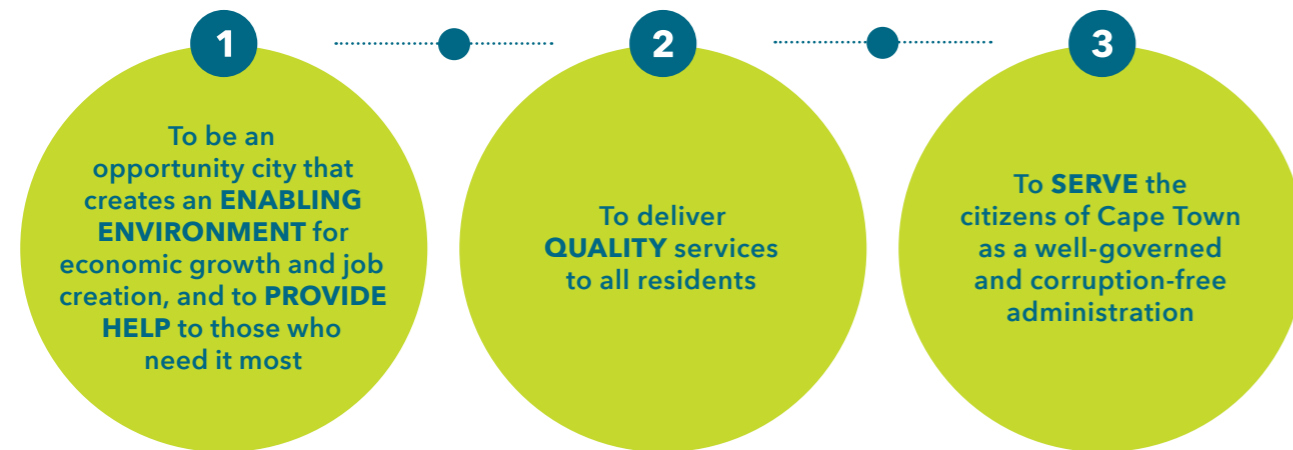 1
To be an
opportunity city that
creates an ENABLING
ENVIRONMENT for
economic growth and job
creation, and to PROVIDE
HELP to those who
need it most
2
To deliver
QUALITY services
to all residents
3
To SERVE the
citizens of Cape Town
as a well-governed
and corruption-free
administration